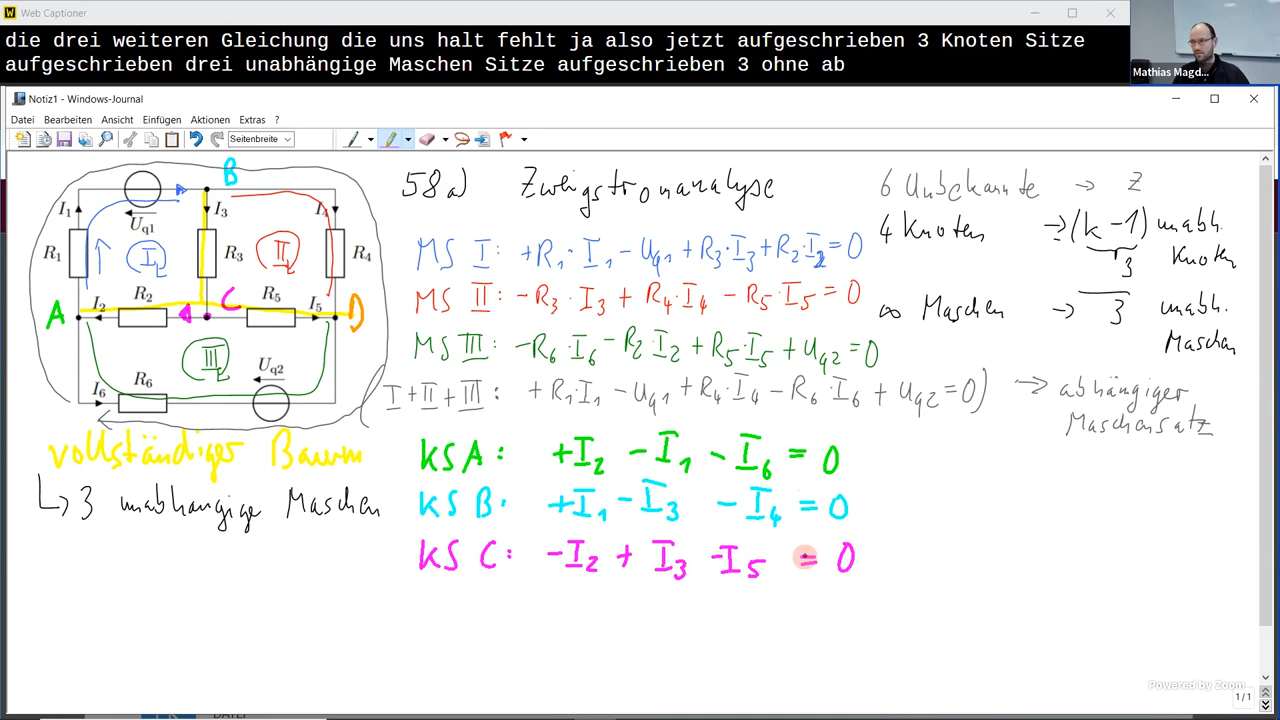 Web Captioner
die drei weiteren Gleichung die uns halt fehlt ja also jetzt aufgeschrieben 3 Knoten Sitze
aufgeschrieben drei unabhängige Maschen Sitze aufgeschrieben 3 ohne ab
Mathias Magd...
Notiz1 - Windows-Journal
Datei Bearbeiten Ansicht Einfügen Aktionen Extras ?
Seitenbreite
B
I1 Uq1 I3 I4
R1 I R3 II R4
A I2 R2 C R5 I5 D
III
I6 R6 Uq2
vollständiger Baum
↳ 3 unabhängige Maschen
58a) Zweigstromanalyse
MS I: +R1·I1 - Uq1 + R3·I3 + R2·I2 = 0
MS II: -R3·I3 + R4·I4 - R5·I5 = 0
MS III: -R6·I6 - R2·I2 + R5·I5 + Uq2 = 0
I+II+III: +R1·I1 - Uq1 + R4·I4 - R6·I6 + Uq2 = 0) → abhängiger
Maschensatz
KS A: +I2 - I1 - I6 = 0
KS B: +I1 - I3 - I4 = 0
KS C: -I2 + I3 - I5 = 0
6 Unbekannte → z
4 Knoten → (k-1) unabh.
3 Knoten
∞ Maschen → 3 unabh.
Maschen
Powered by Zoom
1/1